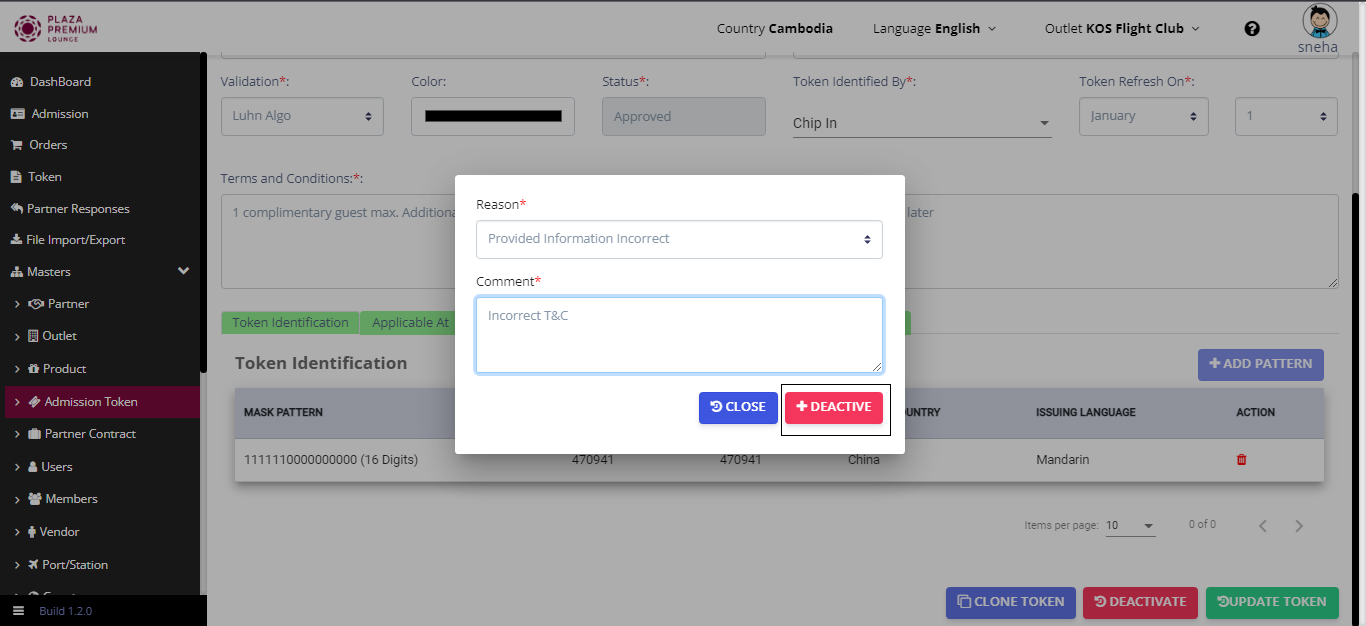 PLAZA
PREMIUM
LOUNGE
Country Cambodia
Language English
Outlet KOS Flight Club
sneha
DashBoard
Admission
Orders
Token
Partner Responses
File Import/Export
Masters
Partner
Outlet
Product
Admission Token
Partner Contract
Users
Members
Vendor
Port/Station
Build 1.2.0
Validation*:
Color:
Status*:
Token Identified By*:
Token Refresh On*:
Luhn Algo
Approved
Chip In
January
1
Terms and Conditions:*:
1 complimentary guest max. Additiona
later
Reason*
Provided Information Incorrect
Comment*
Incorrect T&C
CLOSE
DEACTIVE
Token Identification
Applicable At
Token Identification
ADD PATTERN
MASK PATTERN
UNTRY
ISSUING LANGUAGE
ACTION
1111110000000000 (16 Digits)
470941
470941
China
Mandarin
Items per page: 10
0 of 0
CLONE TOKEN
DEACTIVATE
UPDATE TOKEN